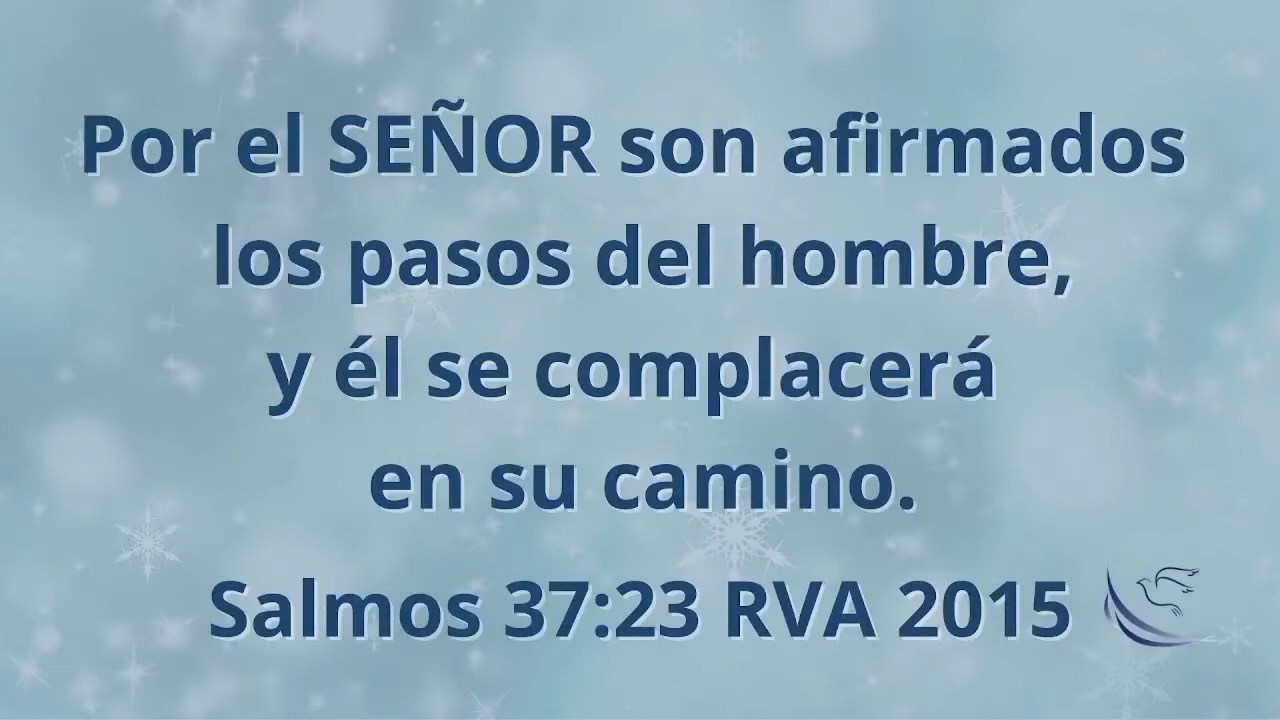 Por el SEÑOR son afirmados
los pasos del hombre,
y él se complacerá
en su camino.
Salmos 37:23 RVA 2015